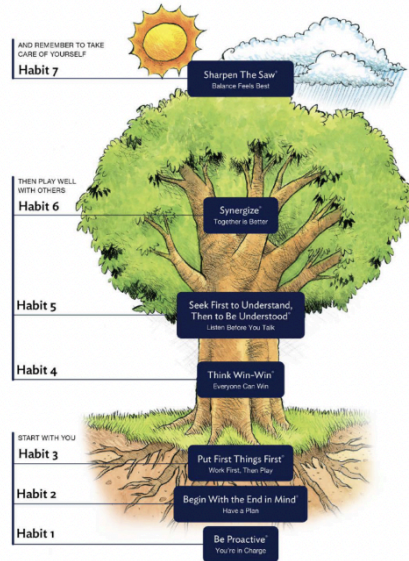 AND REMEMBER TO TAKE
CARE OF YOURSELF
Habit 7
Sharpen The Saw®
Balance Feels Best
THEN PLAY WELL
WITH OTHERS
Habit 6
Synergize®
Together is Better
Habit 5
Seek First to Understand,
Then to Be Understood®
Listen Before You Talk
Habit 4
Think Win–Win®
Everyone Can Win
START WITH YOU
Habit 3
Put First Things First®
Work First, Then Play
Habit 2
Begin With the End in Mind®
Have a Plan
Habit 1
Be Proactive®
You're in Charge